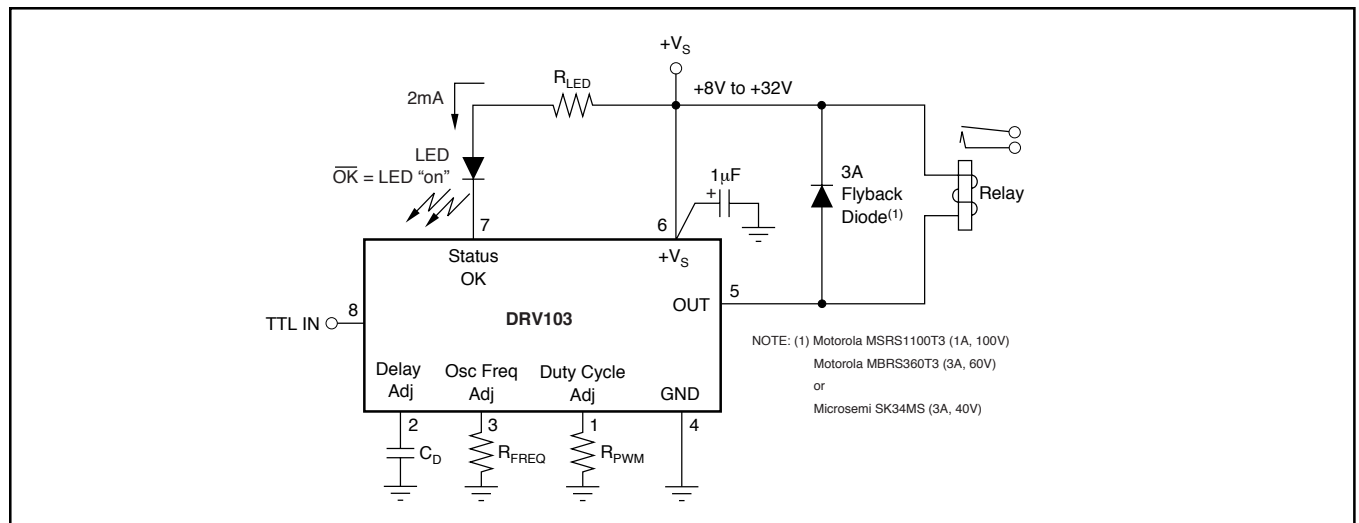 +VS
RLED
+8V to +32V
2mA
LED
OK = LED “on”
1µF
+
3A
Flyback
Diode(1)
Relay
7
6
Status
OK
+VS
5
OUT
8
TTL IN
DRV103
NOTE: (1) Motorola MSRS1100T3 (1A, 100V)
Motorola MBRS360T3 (3A, 60V)
or
Microsemi SK34MS (3A, 40V)
Delay
Adj
Osc Freq
Adj
Duty Cycle
Adj
GND
2
3
1
4
CD
RFREQ
RPWM